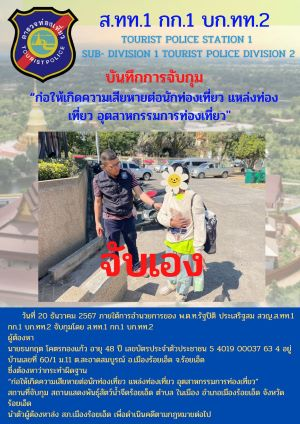 ส.ทท.1 กก.1 บก.ทท.2
TOURIST POLICE STATION 1
SUB- DIVISION 1 TOURIST POLICE DIVISION 2
ตำรวจท่องเที่ยว
TOURIST POLICE
บันทึกการจับกุม
“ก่อให้เกิดความเสียหายต่อนักท่องเที่ยว แหล่งท่อง
เที่ยว อุตสาหกรรมการท่องเที่ยว"
จับเอง
วันที่ 20 ธันวาคม 2567 ภายใต้การอำนวยการของ พ.ต.ท.รัฐปิติ ประเสริฐสม สวญ.ส.ทท.1
กก.1 บก.ทท.2 จับกุมโดย ส.ทท.1 กก.1 บก.ทท.2
ผู้ต้องหา
นายธนกฤต โคตรกองแก้ว อายุ 48 ปี เลขบัตรประจำตัวประชาชน 5 4019 00037 63 4 อยู่
บ้านเลขที่ 60/1 ม.11 ต.สะอาดสมบูรณ์ อ.เมืองร้อยเอ็ด จ.ร้อยเอ็ด
ซึ่งต้องหาว่ากระทำผิดฐาน
“ก่อให้เกิดความเสียหายต่อนักท่องเที่ยว แหล่งท่องเที่ยว อุตสาหกรรมการท่องเที่ยว"
สถานที่จับกุม สถานแสดงพันธุ์สัตว์น้ำจืดร้อยเอ็ด ตำบล ในเมือง อำเภอเมืองร้อยเอ็ด จังหวัด
ร้อยเอ็ด
นำตัวผู้ต้องหาส่ง สภ.เมืองร้อยเอ็ด เพื่อดำเนินคดีตามกฎหมายต่อไป